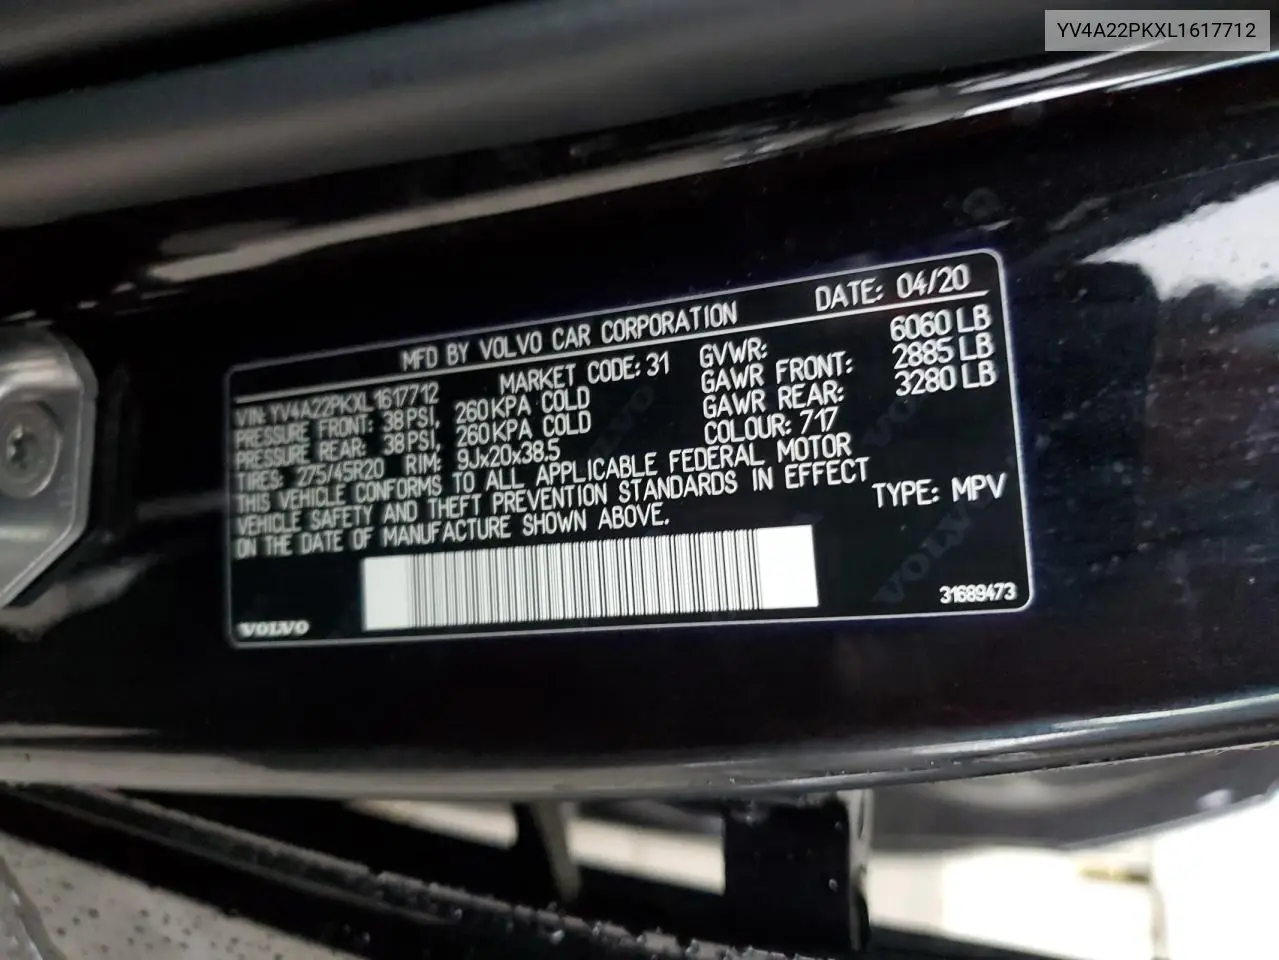 YV4A22PKXL1617712
MFD BY VOLVO CAR CORPORATION DATE: 04/20
VIN: YV4A22PKXL1617712 MARKET CODE: 31 GVWR: 6060 LB
PRESSURE FRONT: 38 PSI, 260 KPA COLD GAWR FRONT: 2885 LB
PRESSURE REAR: 38 PSI, 260 KPA COLD GAWR REAR: 3280 LB
TIRES: 275/45R20 RIM: 9Jx20x38.5 COLOUR: 717
THIS VEHICLE CONFORMS TO ALL APPLICABLE FEDERAL MOTOR
VEHICLE SAFETY AND THEFT PREVENTION STANDARDS IN EFFECT
ON THE DATE OF MANUFACTURE SHOWN ABOVE. TYPE: MPV
VOLVO
31689473